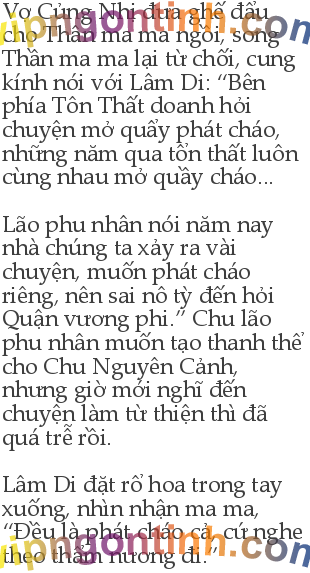 Vợ Củng Nhi đưa ghế đẩu
cho Thần ma ma ngồi, song
Thần ma ma lại từ chối, cung
kính nói với Lâm Di: “Bên
phía Tôn Thất doanh hỏi
chuyện mở quẩy phát cháo,
những năm qua tổn thất luôn
cùng nhau mở quầy cháo...
Lão phu nhân nói năm nay
nhà chúng ta xảy ra vài
chuyện, muốn phát cháo
riêng, nên sai nô tỳ đến hỏi
Quận vương phi.” Chu lão
phu nhân muốn tạo thanh thể
cho Chu Nguyên Cảnh,
nhưng giờ mới nghĩ đến
chuyện làm từ thiện thì đã
quá trễ rồi.
Lâm Di đặt rổ hoa trong tay
xuống, nhìn nhận ma ma,
“Đều là phát cháo cả, cứ nghe
theo thẩm nương đi.”
vipngontinh.com
vipngontinh.com